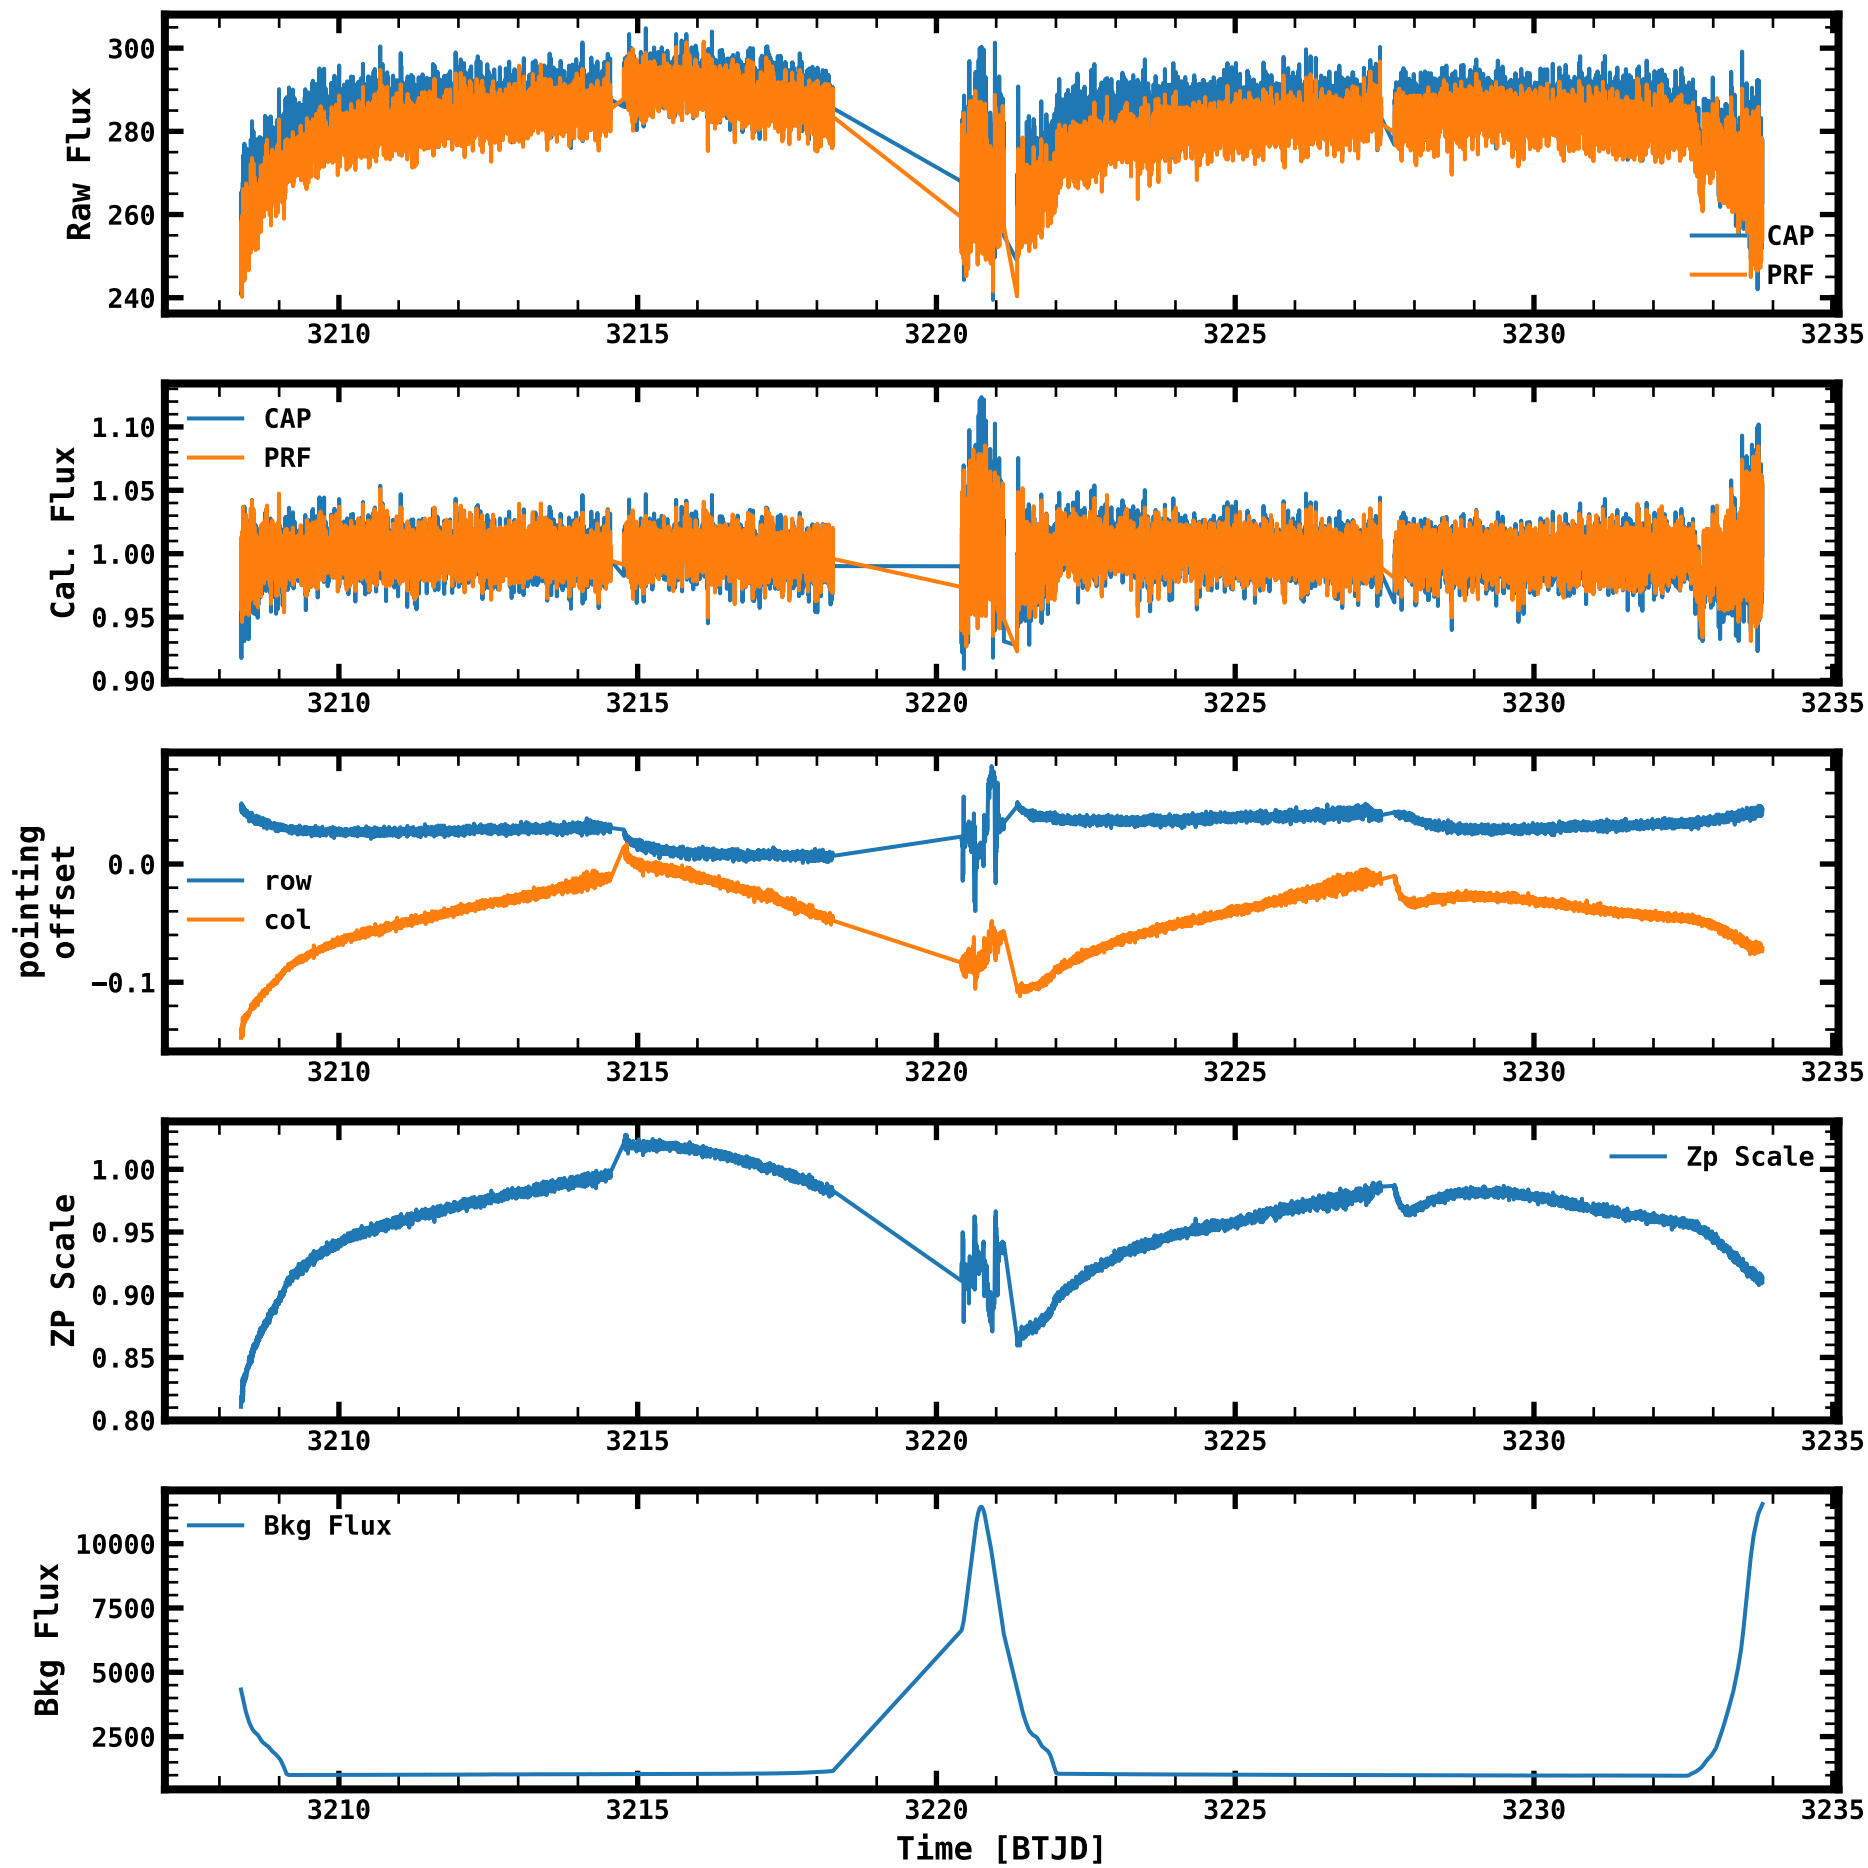 300
280
260
240
Raw Flux
CAP
PRF
3210 3215 3220 3225 3230 3235
CAP
PRF
1.10
1.05
1.00
0.95
0.90
Cal. Flux
3210 3215 3220 3225 3230 3235
0.0
−0.1
pointing
offset
row
col
3210 3215 3220 3225 3230 3235
Zp Scale
1.00
0.95
0.90
0.85
0.80
ZP Scale
3210 3215 3220 3225 3230 3235
Bkg Flux
10000
7500
5000
2500
Bkg Flux
3210 3215 3220 3225 3230 3235
Time [BTJD]